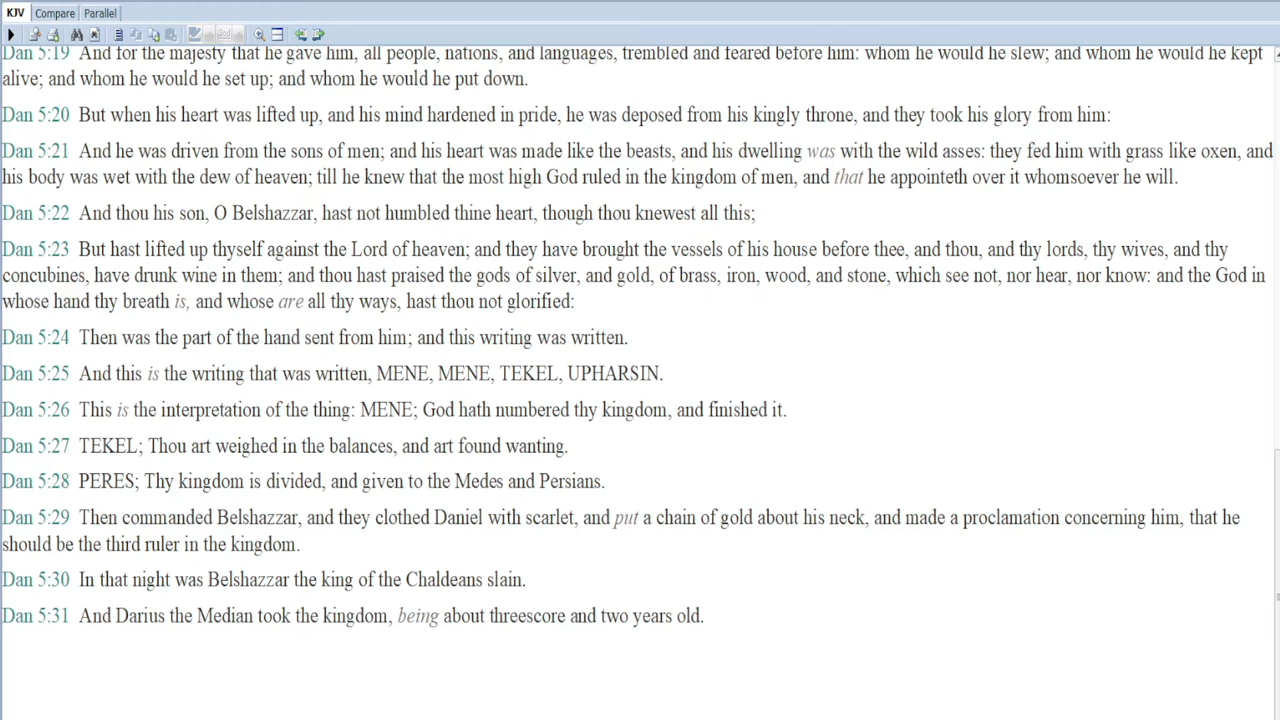 KJV Compare Parallel
Dan 5:19 And for the majesty that he gave him, all people, nations, and languages, trembled and feared before him: whom he would he slew; and whom he would he kept
alive; and whom he would he set up; and whom he would he put down.
Dan 5:20 But when his heart was lifted up, and his mind hardened in pride, he was deposed from his kingly throne, and they took his glory from him:
Dan 5:21 And he was driven from the sons of men; and his heart was made like the beasts, and his dwelling was with the wild asses: they fed him with grass like oxen, and
his body was wet with the dew of heaven; till he knew that the most high God ruled in the kingdom of men, and that he appointeth over it whomsoever he will.
Dan 5:22 And thou his son, O Belshazzar, hast not humbled thine heart, though thou knewest all this;
Dan 5:23 But hast lifted up thyself against the Lord of heaven; and they have brought the vessels of his house before thee, and thou, and thy lords, thy wives, and thy
concubines, have drunk wine in them; and thou hast praised the gods of silver, and gold, of brass, iron, wood, and stone, which see not, nor hear, nor know: and the God in
whose hand thy breath is, and whose are all thy ways, hast thou not glorified:
Dan 5:24 Then was the part of the hand sent from him; and this writing was written.
Dan 5:25 And this is the writing that was written, MENE, MENE, TEKEL, UPHARSIN.
Dan 5:26 This is the interpretation of the thing: MENE; God hath numbered thy kingdom, and finished it.
Dan 5:27 TEKEL; Thou art weighed in the balances, and art found wanting.
Dan 5:28 PERES; Thy kingdom is divided, and given to the Medes and Persians.
Dan 5:29 Then commanded Belshazzar, and they clothed Daniel with scarlet, and put a chain of gold about his neck, and made a proclamation concerning him, that he
should be the third ruler in the kingdom.
Dan 5:30 In that night was Belshazzar the king of the Chaldeans slain.
Dan 5:31 And Darius the Median took the kingdom, being about threescore and two years old.